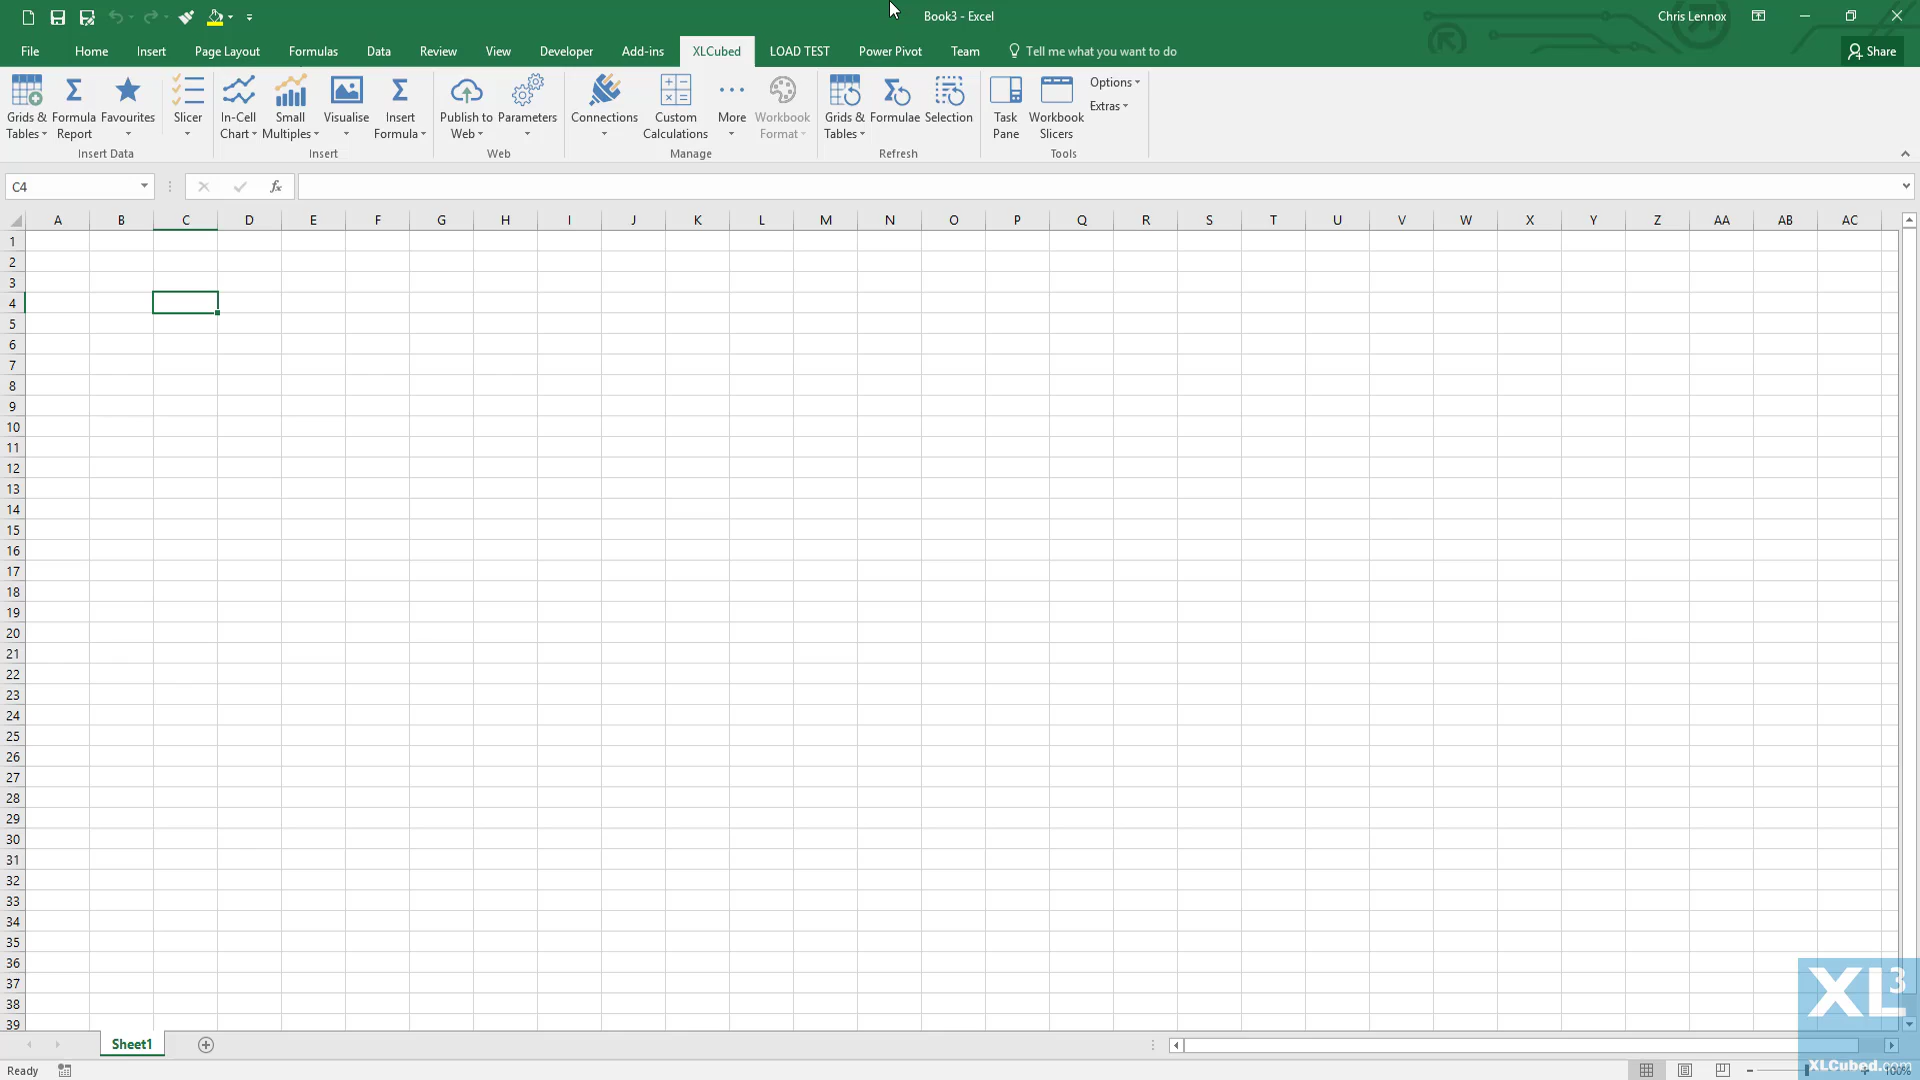 Book3 - Excel
Chris Lennox
File Home Insert Page Layout Formulas Data Review View Developer Add-ins XLCubed LOAD TEST Power Pivot Team Tell me what you want to do Share
Grids & Tables
Formula Report
Favourites
Slicer
In-Cell Chart
Small Multiples
Visualise
Insert Formula
Publish to Web
Parameters
Connections
Custom Calculations
More
Workbook Format
Grids & Tables
Formulae
Selection
Task Pane
Workbook Slicers
Options
Extras
Insert Data Insert Web Manage Refresh Tools
C4 fx
A B C D E F G H I J K L M N O P Q R S T U V W X Y Z AA AB AC
1
2
3
4
5
6
7
8
9
10
11
12
13
14
15
16
17
18
19
20
21
22
23
24
25
26
27
28
29
30
31
32
33
34
35
36
37
38
39
XL3
Sheet1
XLCubed.com
Ready 100%